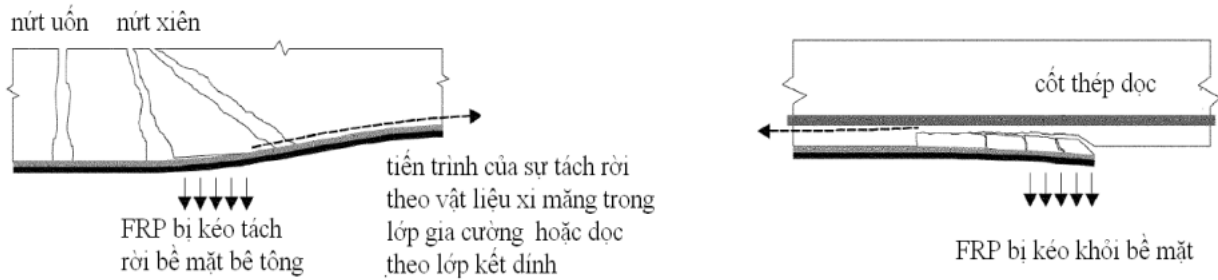 nứt uốn nứt xiên
FRP bị kéo tách
rời bề mặt bê tông
tiến trình của sự tách rời
theo vật liệu xi măng trong
lớp gia cường hoặc dọc
theo lớp kết dính
cốt thép dọc
FRP bị kéo khỏi bề mặt